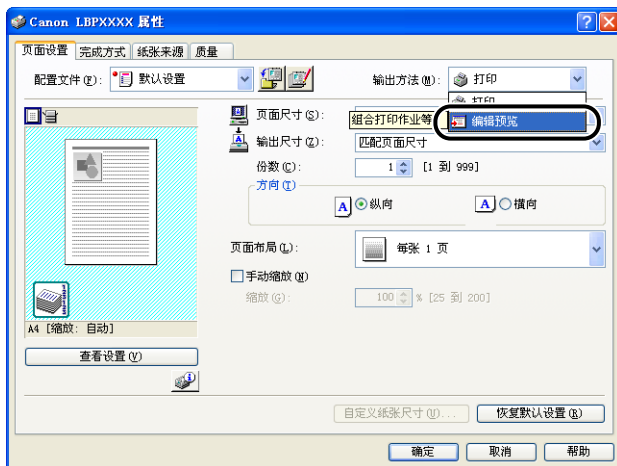 Canon LBPXXXX 属性
页面设置 完成方式 纸张来源 质量
配置文件(F): 默认设置 输出方法(M): 打印
打印
页面尺寸(S): 组合打印作业等 编辑预览
输出尺寸(Z): 匹配页面尺寸
份数(C): 1 [1 到 999]
方向(T)
A 纵向 A 横向
页面布局(L): 每张 1 页
手动缩放(N)
缩放(G): 100 % [25 到 200]
A4 [缩放: 自动]
查看设置(V)
自定义纸张尺寸(U)... 恢复默认设置(R)
确定 取消 帮助